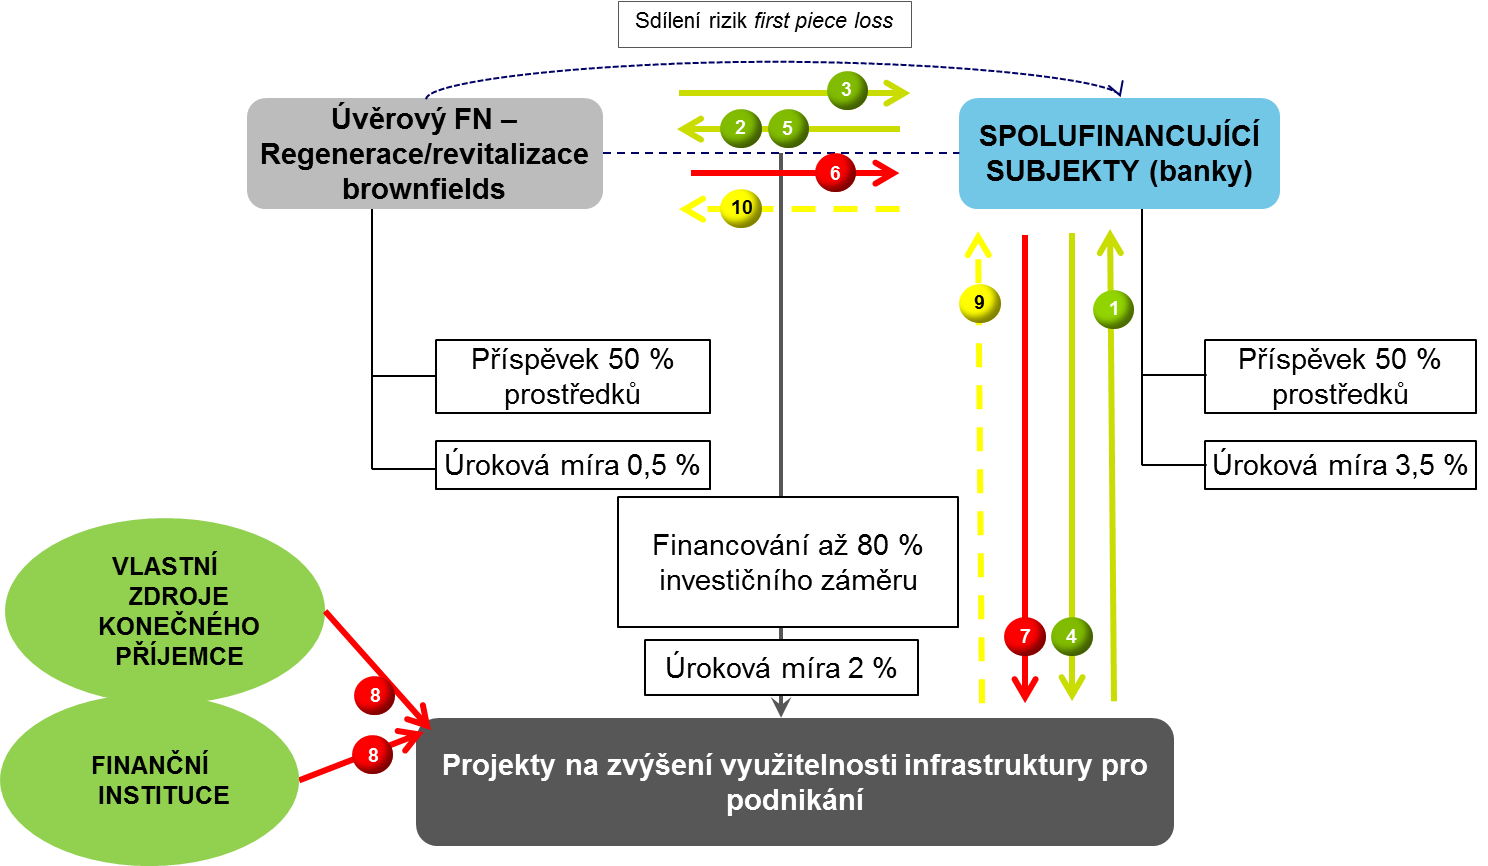 Sdílení rizik first piece loss
Úvěrový FN –
Regenerace/revitalizace
brownfields
3
2
5
6
10
SPOLUFINANCUJÍCÍ
SUBJEKTY (banky)
9
1
Příspěvek 50 %
prostředků
Úroková míra 0,5 %
Příspěvek 50 %
prostředků
Úroková míra 3,5 %
Financování až 80 %
investičního záměru
7
4
Úroková míra 2 %
VLASTNÍ
ZDROJE
KONEČNÉHO
PŘÍJEMCE
8
8
FINANČNÍ
INSTITUCE
Projekty na zvýšení využitelnosti infrastruktury pro
podnikání